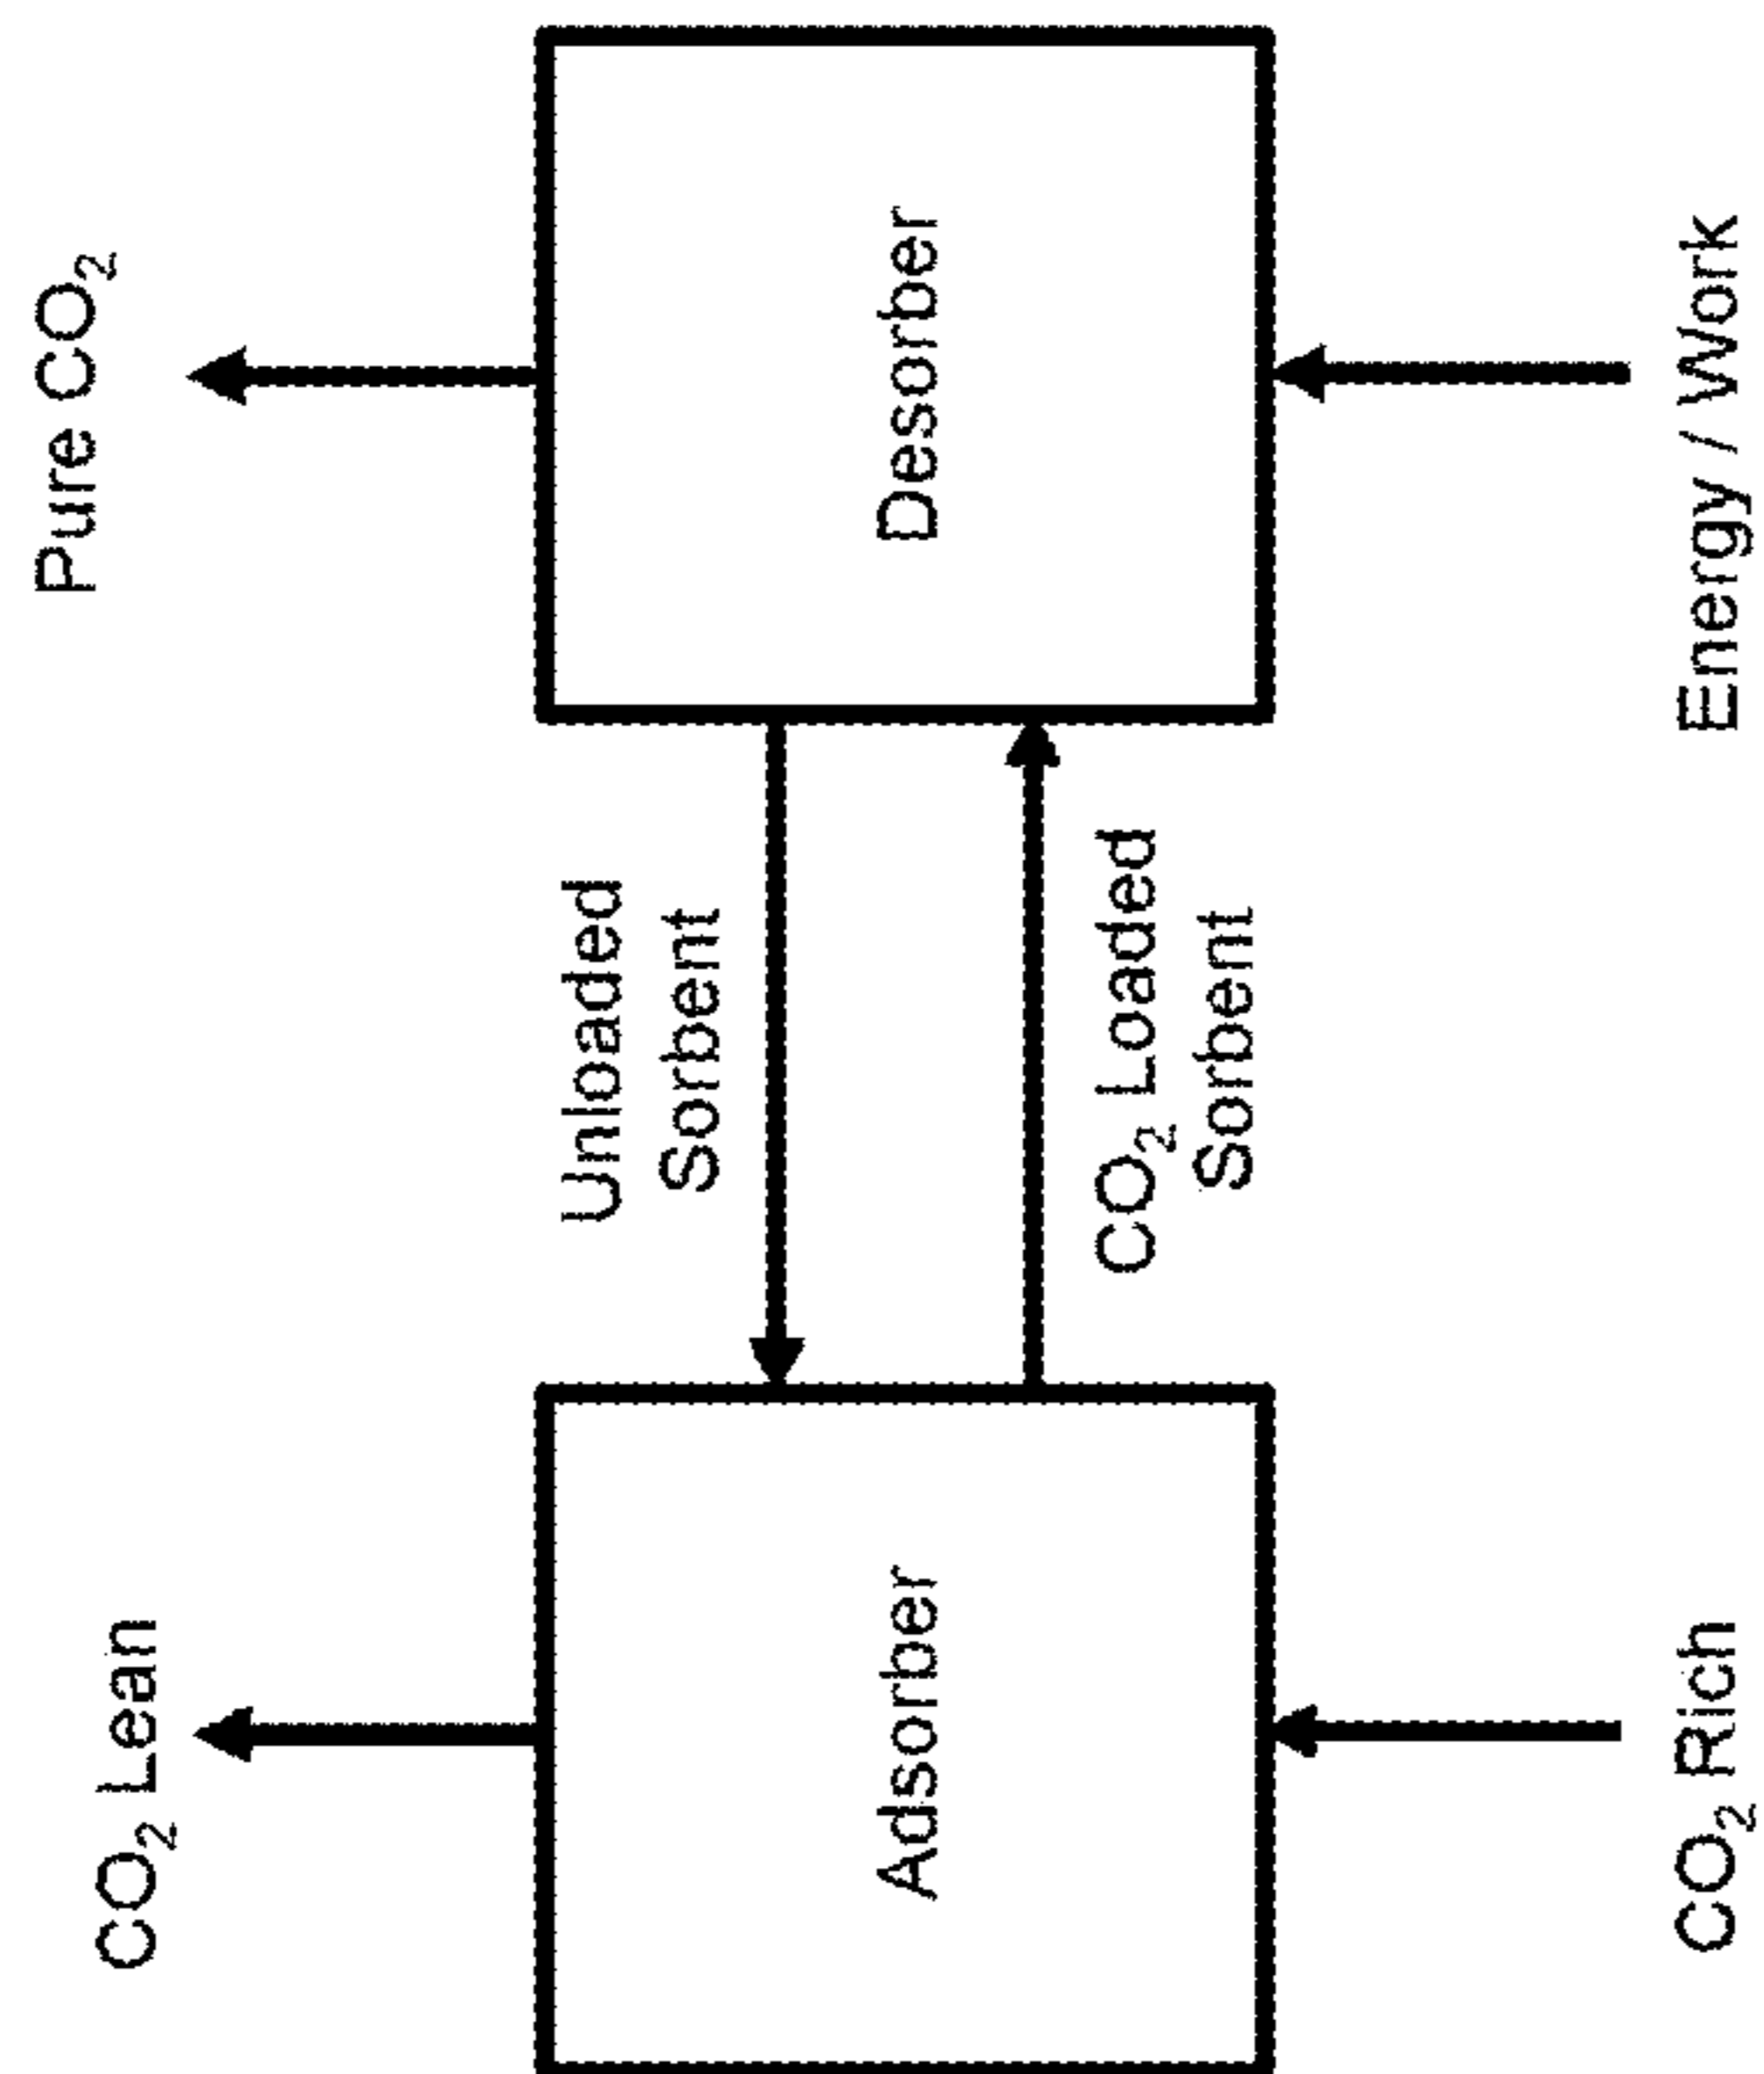 CO₂ Lean
Pure CO₂
Unloaded
Sorbent
Adsorber
Desorber
CO₂ Loaded
Sorbent
CO₂ Rich
Energy / Work